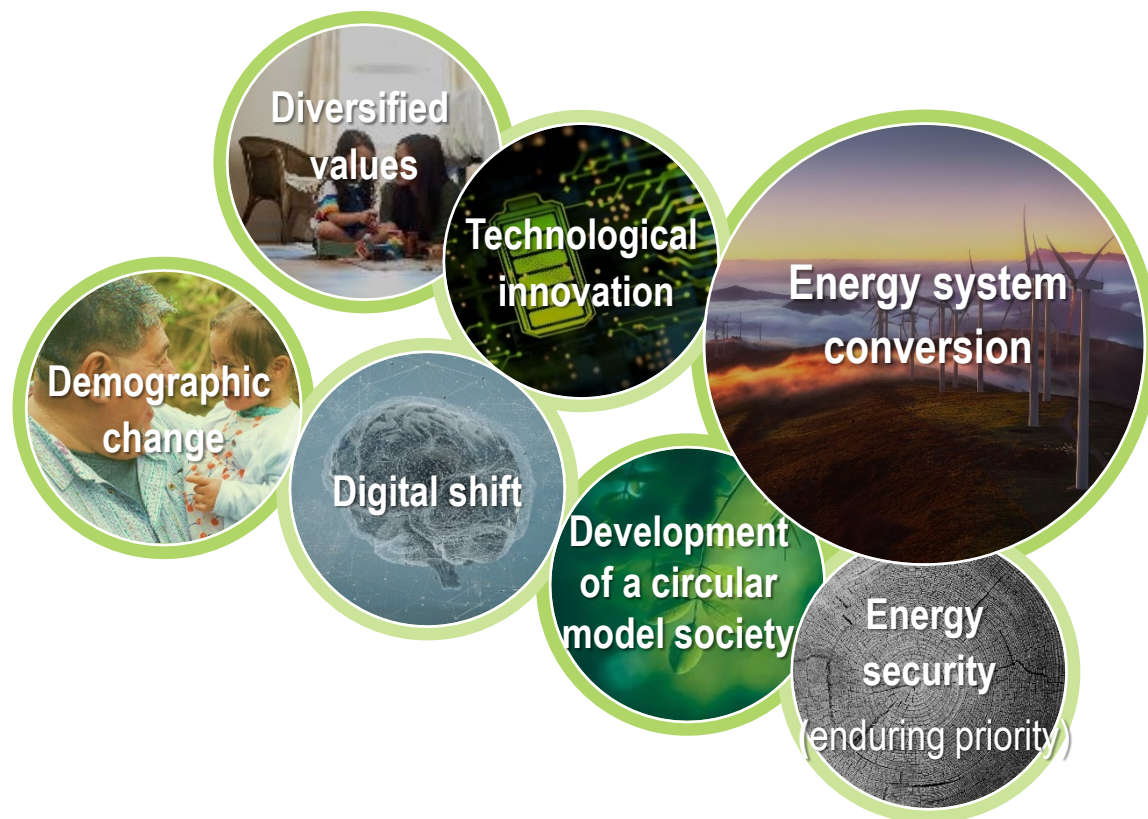 Diversified
values
Technological
innovation
Energy system
conversion
Demographic
change
Digital shift
Development
of a circular
model society
Energy
security
(enduring priority)